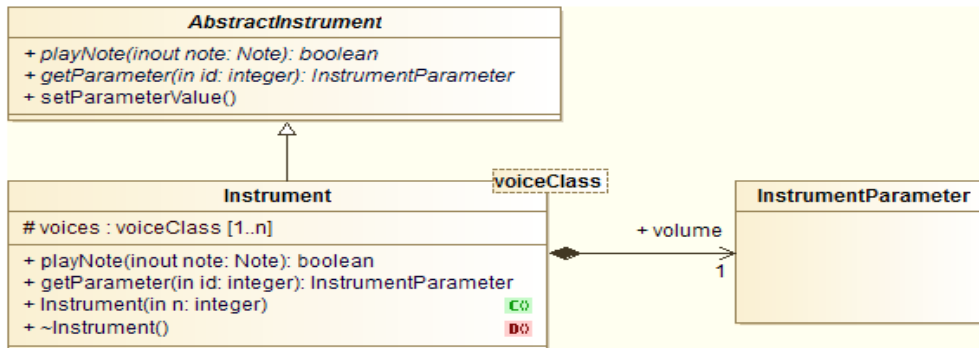 AbstractInstrument
+ playNote(inout note: Note): boolean
+ getParameter(in id: integer): InstrumentParameter
+ setParameterValue()
voiceClass
Instrument
# voices : voiceClass [1..n]
+ playNote(inout note: Note): boolean
+ getParameter(in id: integer): InstrumentParameter
+ Instrument(in n: integer) C()
+ ~Instrument() D()
+ volume
1
InstrumentParameter